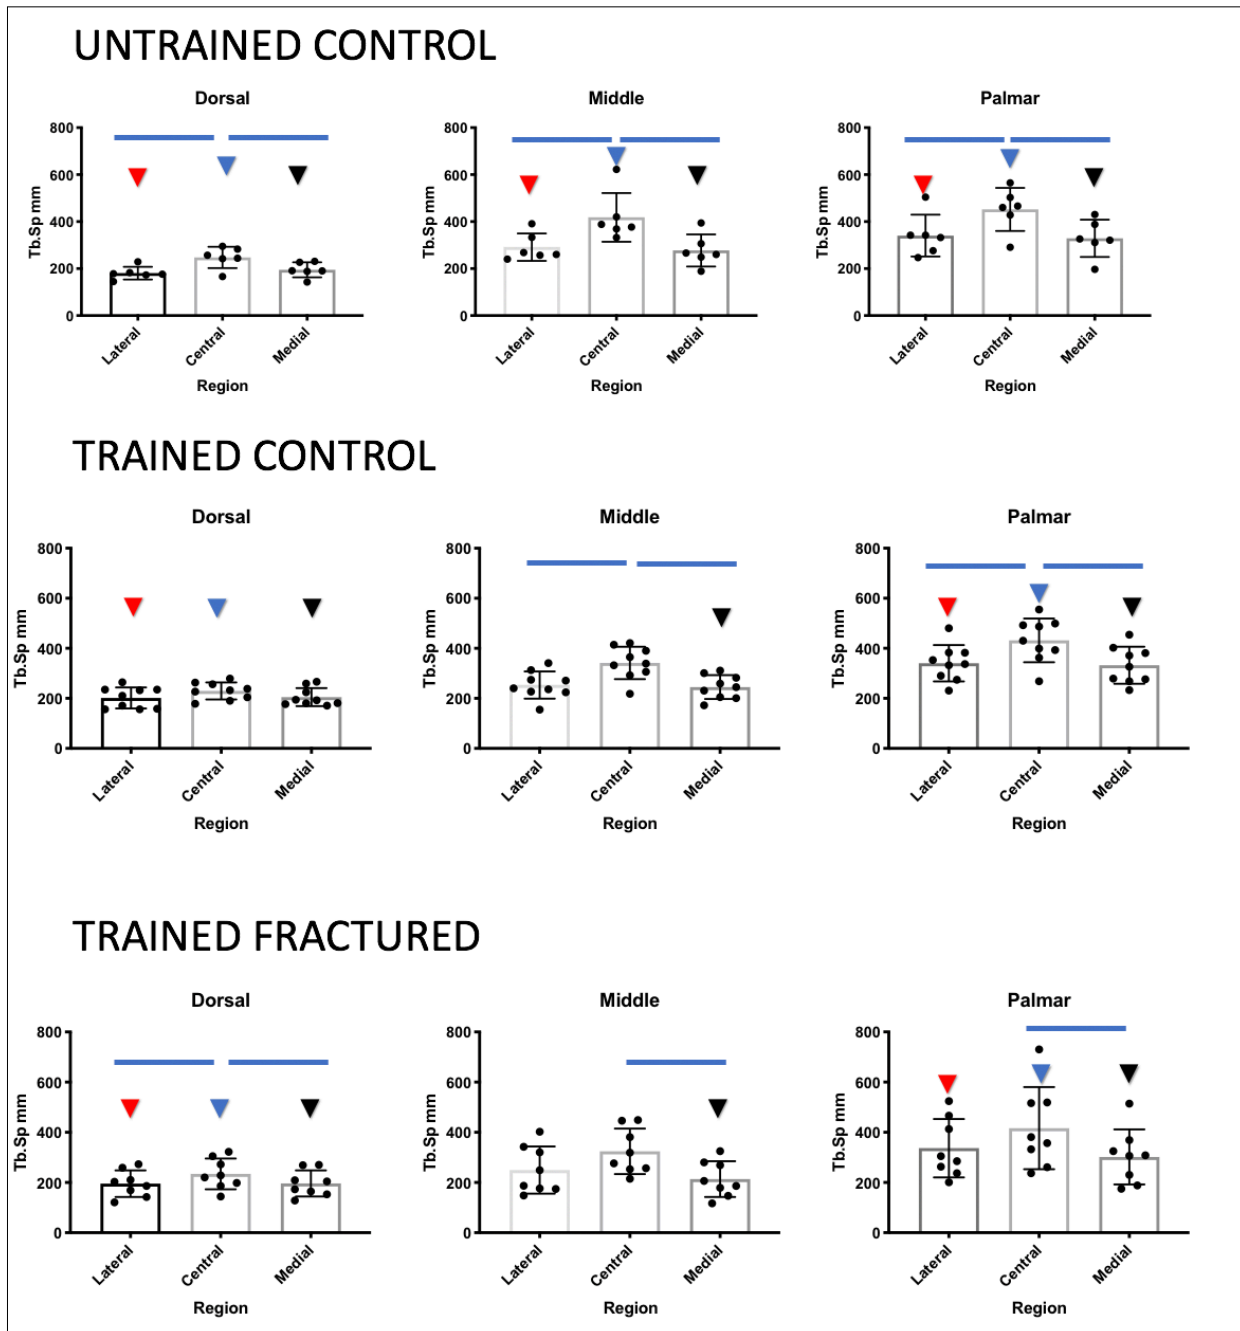 UNTRAINED CONTROL
Dorsal
Middle
Palmar
800
600
400
200
0
Tb.Sp mm
Lateral
Central
Medial
Region
800
600
400
200
0
Tb.Sp mm
Lateral
Central
Medial
Region
800
600
400
200
0
Tb.Sp mm
Lateral
Central
Medial
Region
TRAINED CONTROL
Dorsal
Middle
Palmar
800
600
400
200
0
Tb.Sp mm
Lateral
Central
Medial
Region
800
600
400
200
0
Tb.Sp mm
Lateral
Central
Medial
Region
800
600
400
200
0
Tb.Sp mm
Lateral
Central
Medial
Region
TRAINED FRACTURED
Dorsal
Middle
Palmar
800
600
400
200
0
Tb.Sp mm
Lateral
Central
Medial
Region
800
600
400
200
0
Tb.Sp mm
Lateral
Central
Medial
Region
800
600
400
200
0
Tb.Sp mm
Lateral
Central
Medial
Region